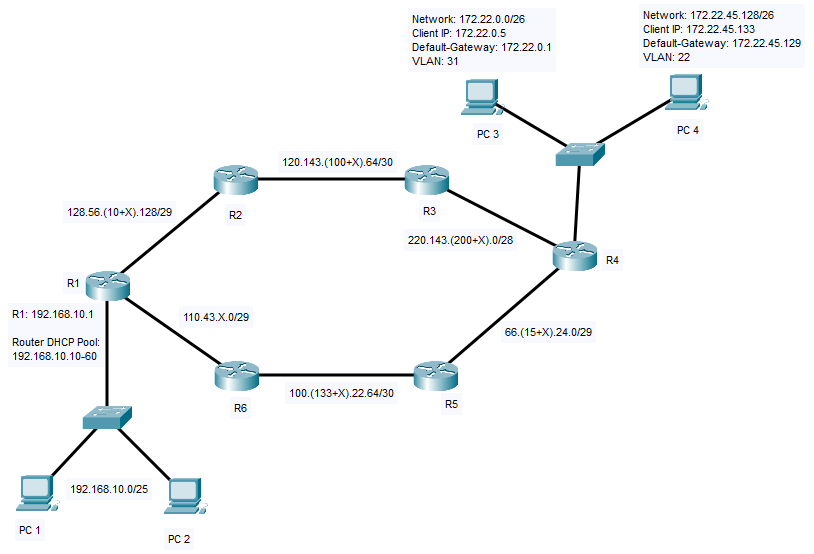 Network: 172.22.0.0/26
Client IP: 172.22.0.5
Default-Gateway: 172.22.0.1
VLAN: 31
Network: 172.22.45.128/26
Client IP: 172.22.45.133
Default-Gateway: 172.22.45.129
VLAN: 22
PC 3
PC 4
120.143.(100+X).64/30
R2
R3
128.56.(10+X).128/29
220.143.(200+X).0/28
R4
R1
R1: 192.168.10.1
Router DHCP Pool:
192.168.10.10-60
110.43.X.0/29
66.(15+X).24.0/29
100.(133+X).22.64/30
R6
R5
192.168.10.0/25
PC 1
PC 2